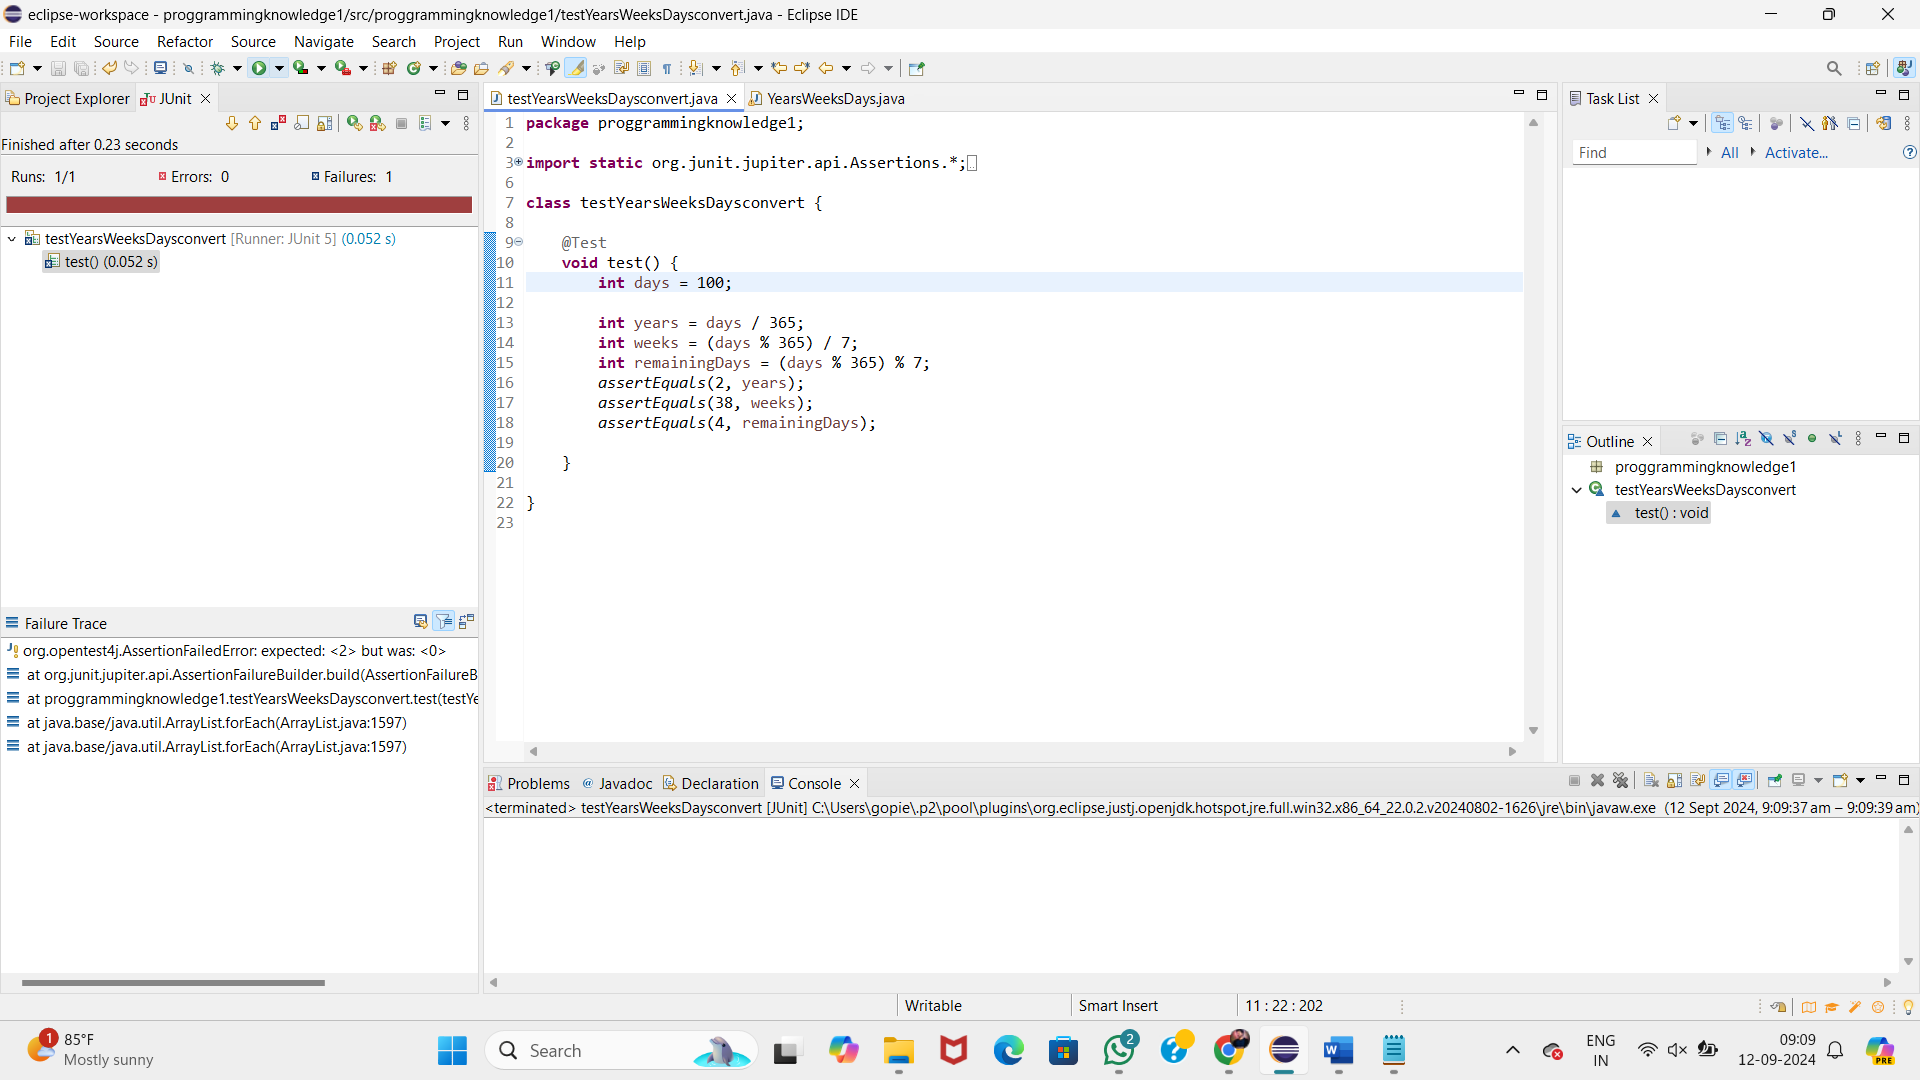 eclipse-workspace - proggrammingknowledge1/src/proggrammingknowledge1/testYearsWeeksDaysconvert.java - Eclipse IDE
File Edit Source Refactor Source Navigate Search Project Run Window Help
Project Explorer JUnit
Finished after 0.23 seconds
Runs: 1/1 Errors: 0 Failures: 1
testYearsWeeksDaysconvert [Runner: JUnit 5] (0.052 s)
test() (0.052 s)
Failure Trace
org.opentest4j.AssertionFailedError: expected: <2> but was: <0>
at org.junit.jupiter.api.AssertionFailureBuilder.build(AssertionFailureB
at proggrammingknowledge1.testYearsWeeksDaysconvert.test(testYe
at java.base/java.util.ArrayList.forEach(ArrayList.java:1597)
at java.base/java.util.ArrayList.forEach(ArrayList.java:1597)
testYearsWeeksDaysconvert.java YearsWeeksDays.java
1 package proggrammingknowledge1;
2
3 import static org.junit.jupiter.api.Assertions.*;
6
7 class testYearsWeeksDaysconvert {
8
9 @Test
10 void test() {
11 int days = 100;
12
13 int years = days / 365;
14 int weeks = (days % 365) / 7;
15 int remainingDays = (days % 365) % 7;
16 assertEquals(2, years);
17 assertEquals(38, weeks);
18 assertEquals(4, remainingDays);
19
20 }
21
22 }
23
Task List
Find All Activate...
Outline
proggrammingknowledge1
testYearsWeeksDaysconvert
test() : void
Problems Javadoc Declaration Console
<terminated> testYearsWeeksDaysconvert [JUnit] C:\Users\gopie\.p2\pool\plugins\org.eclipse.justj.openjdk.hotspot.jre.full.win32.x86_64_22.0.2.v20240802-1626\jre\bin\javaw.exe (12 Sept 2024, 9:09:37 am – 9:09:39 am)
Writable Smart Insert 11 : 22 : 202
1
85°F
Mostly sunny
Search
2
ENG
IN
09:09
12-09-2024
PRE